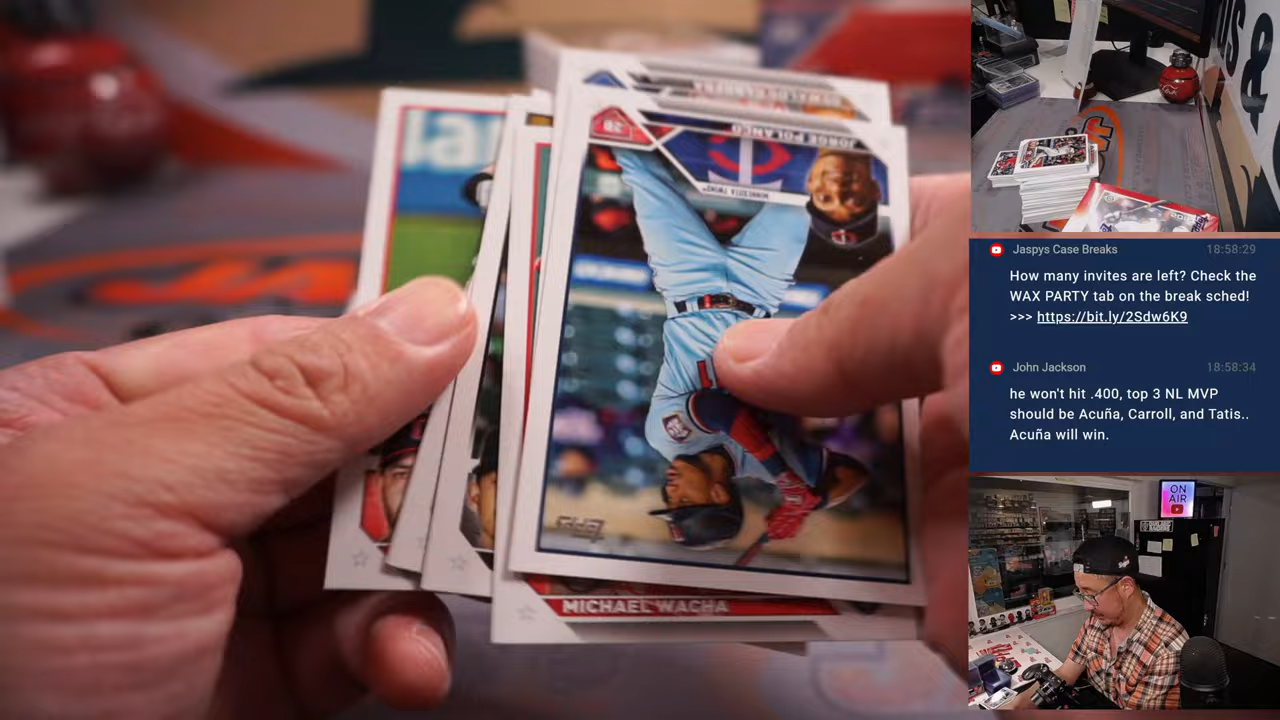 JORGE POLANCO
2B
MINNESOTA TWINS
MICHAEL WACHA
Jaspys Case Breaks
18:58:29
How many invites are left? Check the
WAX PARTY tab on the break sched!
>>> https://bit.ly/2Sdw6K9
John Jackson
18:58:34
he won't hit .400, top 3 NL MVP
should be Acuña, Carroll, and Tatis..
Acuña will win.
ON
AIR